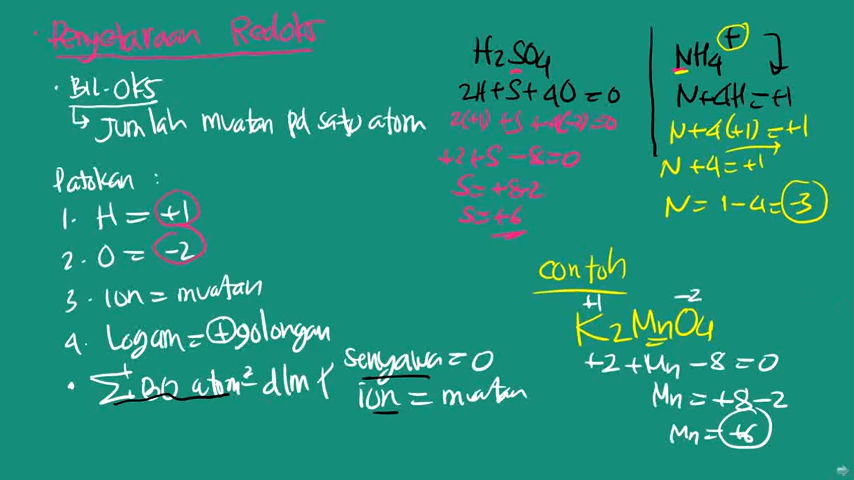 • Penyetaraan Redoks
• Bil. Oks
↳ Jumlah muatan pd satu atom
Patokan :
1. H = +1
2. O = -2
3. ion = muatan
4. Logam = + golongan
• Σ BO atom² dlm { senyawa = 0
ion = muatan
H2SO4
2H + S + 4O = 0
2(+1) + S + 4(-2) = 0
+2 + S - 8 = 0
S = +8-2
S = +6
NH4+
N + 4H = +1
N + 4(+1) = +1
N + 4 = +1
N = 1 - 4 = -3
contoh
+1 -2
K2MnO4
+2 + Mn - 8 = 0
Mn = +8 - 2
Mn = +6